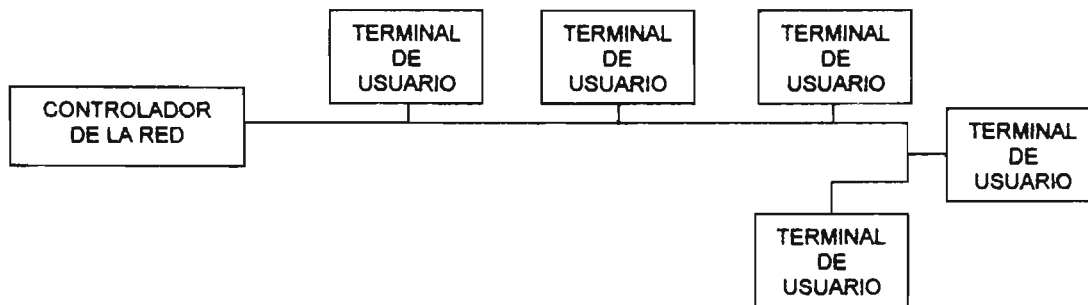 TERMINAL
DE
USUARIO
TERMINAL
DE
USUARIO
TERMINAL
DE
USUARIO
CONTROLADOR
DE LA RED
TERMINAL
DE
USUARIO
TERMINAL
DE
USUARIO